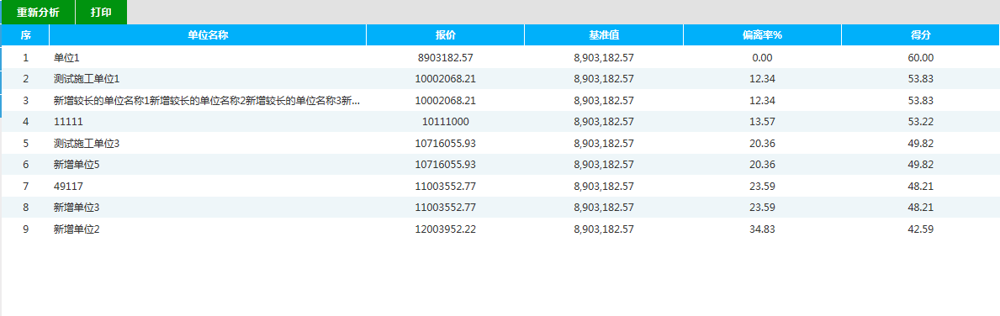 重新分析 打印
序 单位名称 报价 基准值 偏离率% 得分
1 单位1 8903182.57 8,903,182.57 0.00 60.00
2 测试施工单位1 10002068.21 8,903,182.57 12.34 53.83
3 新增较长的单位名称1新增较长的单位名称2新增较长的单位名称3新... 10002068.21 8,903,182.57 12.34 53.83
4 11111 10111000 8,903,182.57 13.57 53.22
5 测试施工单位3 10716055.93 8,903,182.57 20.36 49.82
6 新增单位5 10716055.93 8,903,182.57 20.36 49.82
7 49117 11003552.77 8,903,182.57 23.59 48.21
8 新增单位3 11003552.77 8,903,182.57 23.59 48.21
9 新增单位2 12003952.22 8,903,182.57 34.83 42.59